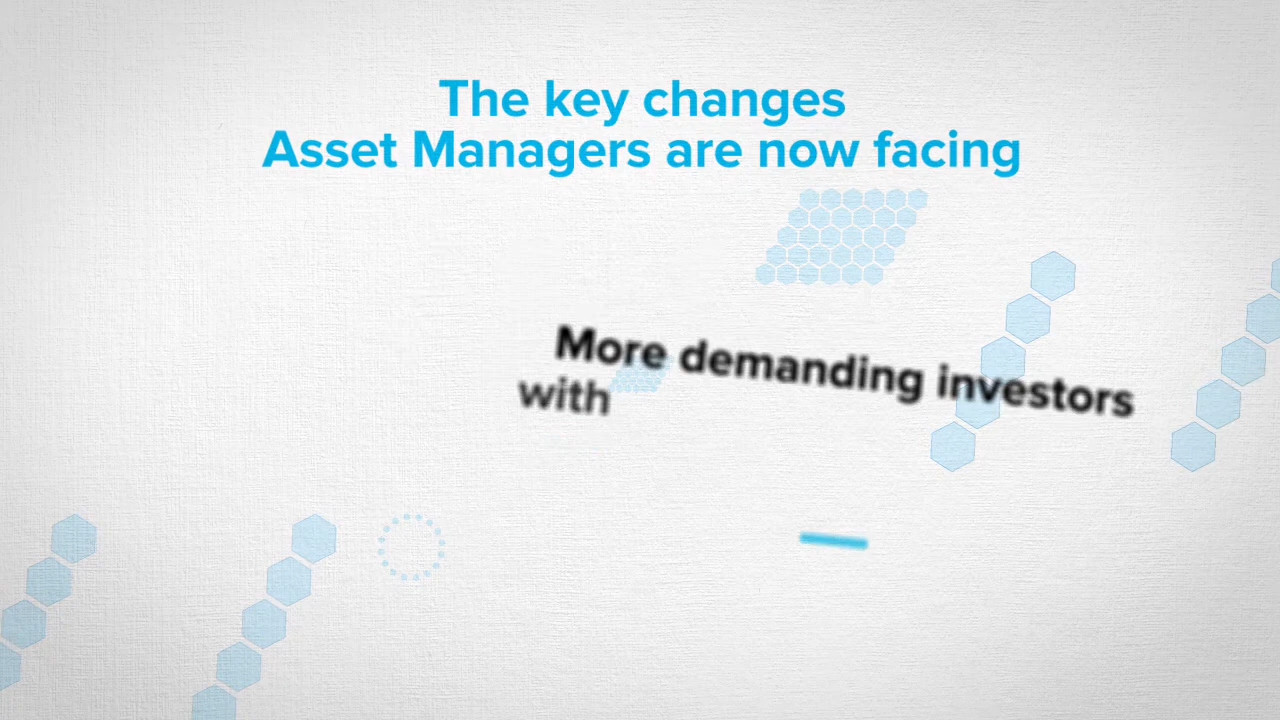 The key changes
Asset Managers are now facing
More demanding investors
with